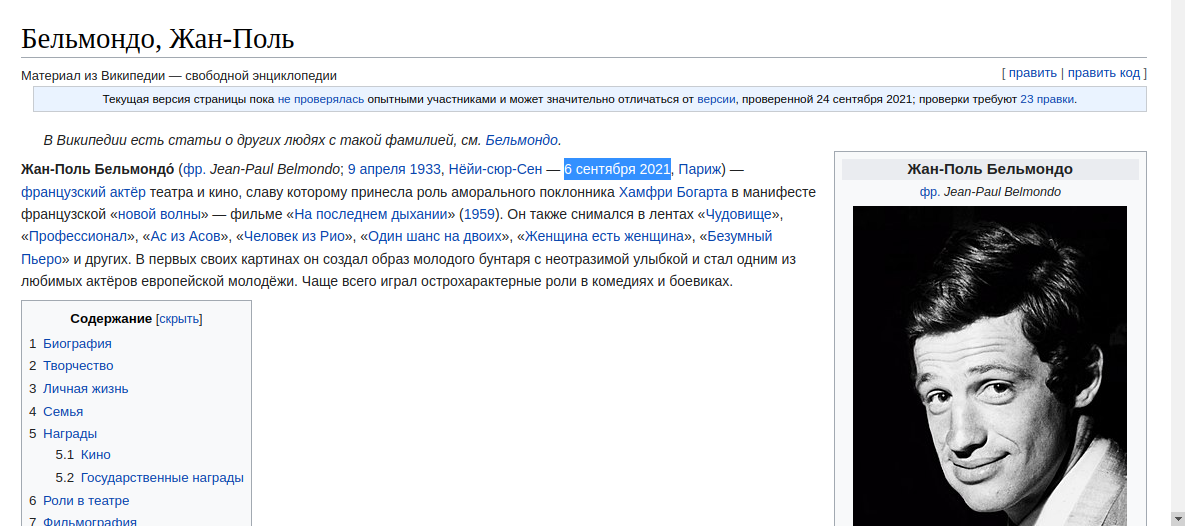 Бельмондо, Жан-Поль
Материал из Википедии — свободной энциклопедии
[ править | править код ]
Текущая версия страницы пока не проверялась опытными участниками и может значительно отличаться от версии, проверенной 24 сентября 2021; проверки требуют 23 правки.
В Википедии есть статьи о других людях с такой фамилией, см. Бельмондо.
Жан-Поль Бельмондо́ (фр. Jean-Paul Belmondo; 9 апреля 1933, Нёйи-сюр-Сен — 6 сентября 2021, Париж) —
французский актёр театра и кино, славу которому принесла роль аморального поклонника Хамфри Богарта в манифесте
французской «новой волны» — фильме «На последнем дыхании» (1959). Он также снимался в лентах «Чудовище»,
«Профессионал», «Ас из Асов», «Человек из Рио», «Один шанс на двоих», «Женщина есть женщина», «Безумный
Пьеро» и других. В первых своих картинах он создал образ молодого бунтаря с неотразимой улыбкой и стал одним из
любимых актёров европейской молодёжи. Чаще всего играл острохарактерные роли в комедиях и боевиках.
Жан-Поль Бельмондо
фр. Jean-Paul Belmondo
Содержание [скрыть]
1 Биография
2 Творчество
3 Личная жизнь
4 Семья
5 Награды
5.1 Кино
5.2 Государственные награды
6 Роли в театре
7 Фильмография